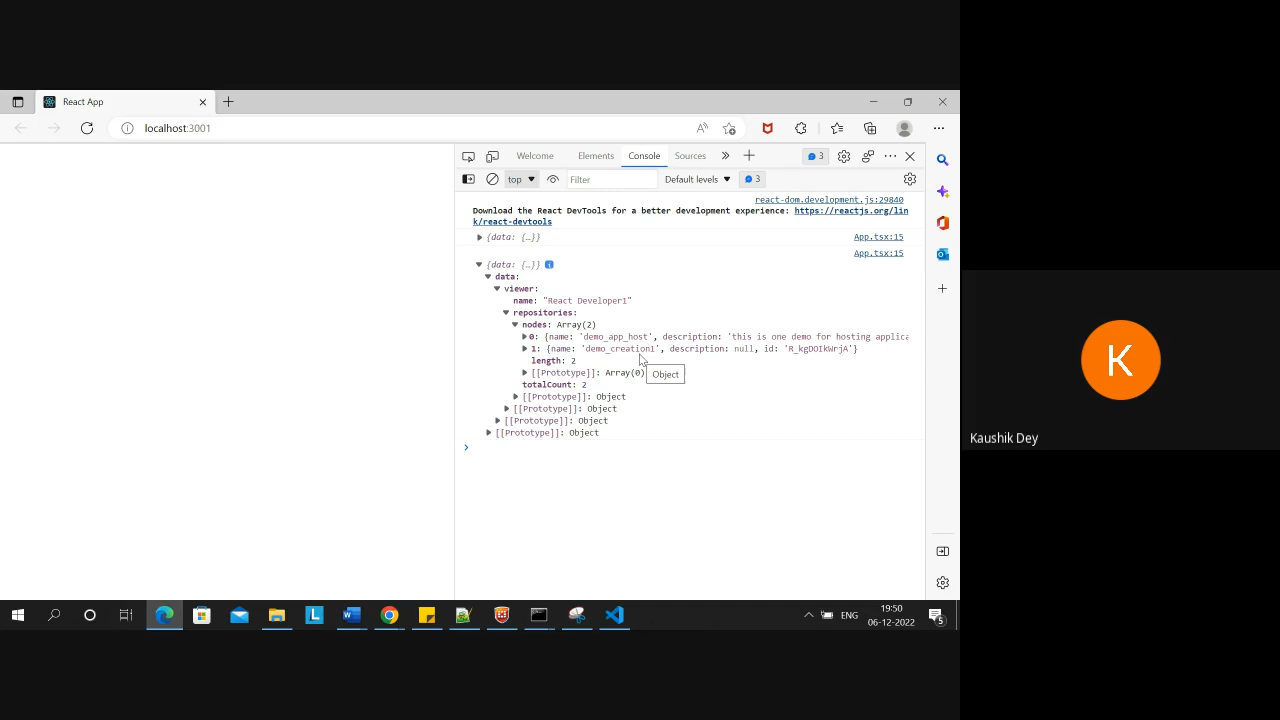 React App
localhost:3001
Welcome Elements Console Sources 3
top Filter Default levels 3
react-dom.development.js:29840
Download the React DevTools for a better development experience: https://reactjs.org/lin
k/react-devtools
{data: {…}} App.tsx:15
App.tsx:15
{data: {…}} i
data:
viewer:
name: "React Developer1"
repositories:
nodes: Array(2)
0: {name: 'demo_app_host', description: 'this is one demo for hosting applica
1: {name: 'demo_creation1', description: null, id: 'R_kgDOIkWrjA'}
length: 2
[[Prototype]]: Array(0)
Object
totalCount: 2
[[Prototype]]: Object
[[Prototype]]: Object
[[Prototype]]: Object
[[Prototype]]: Object
K
Kaushik Dey
ENG
19:50
06-12-2022
5